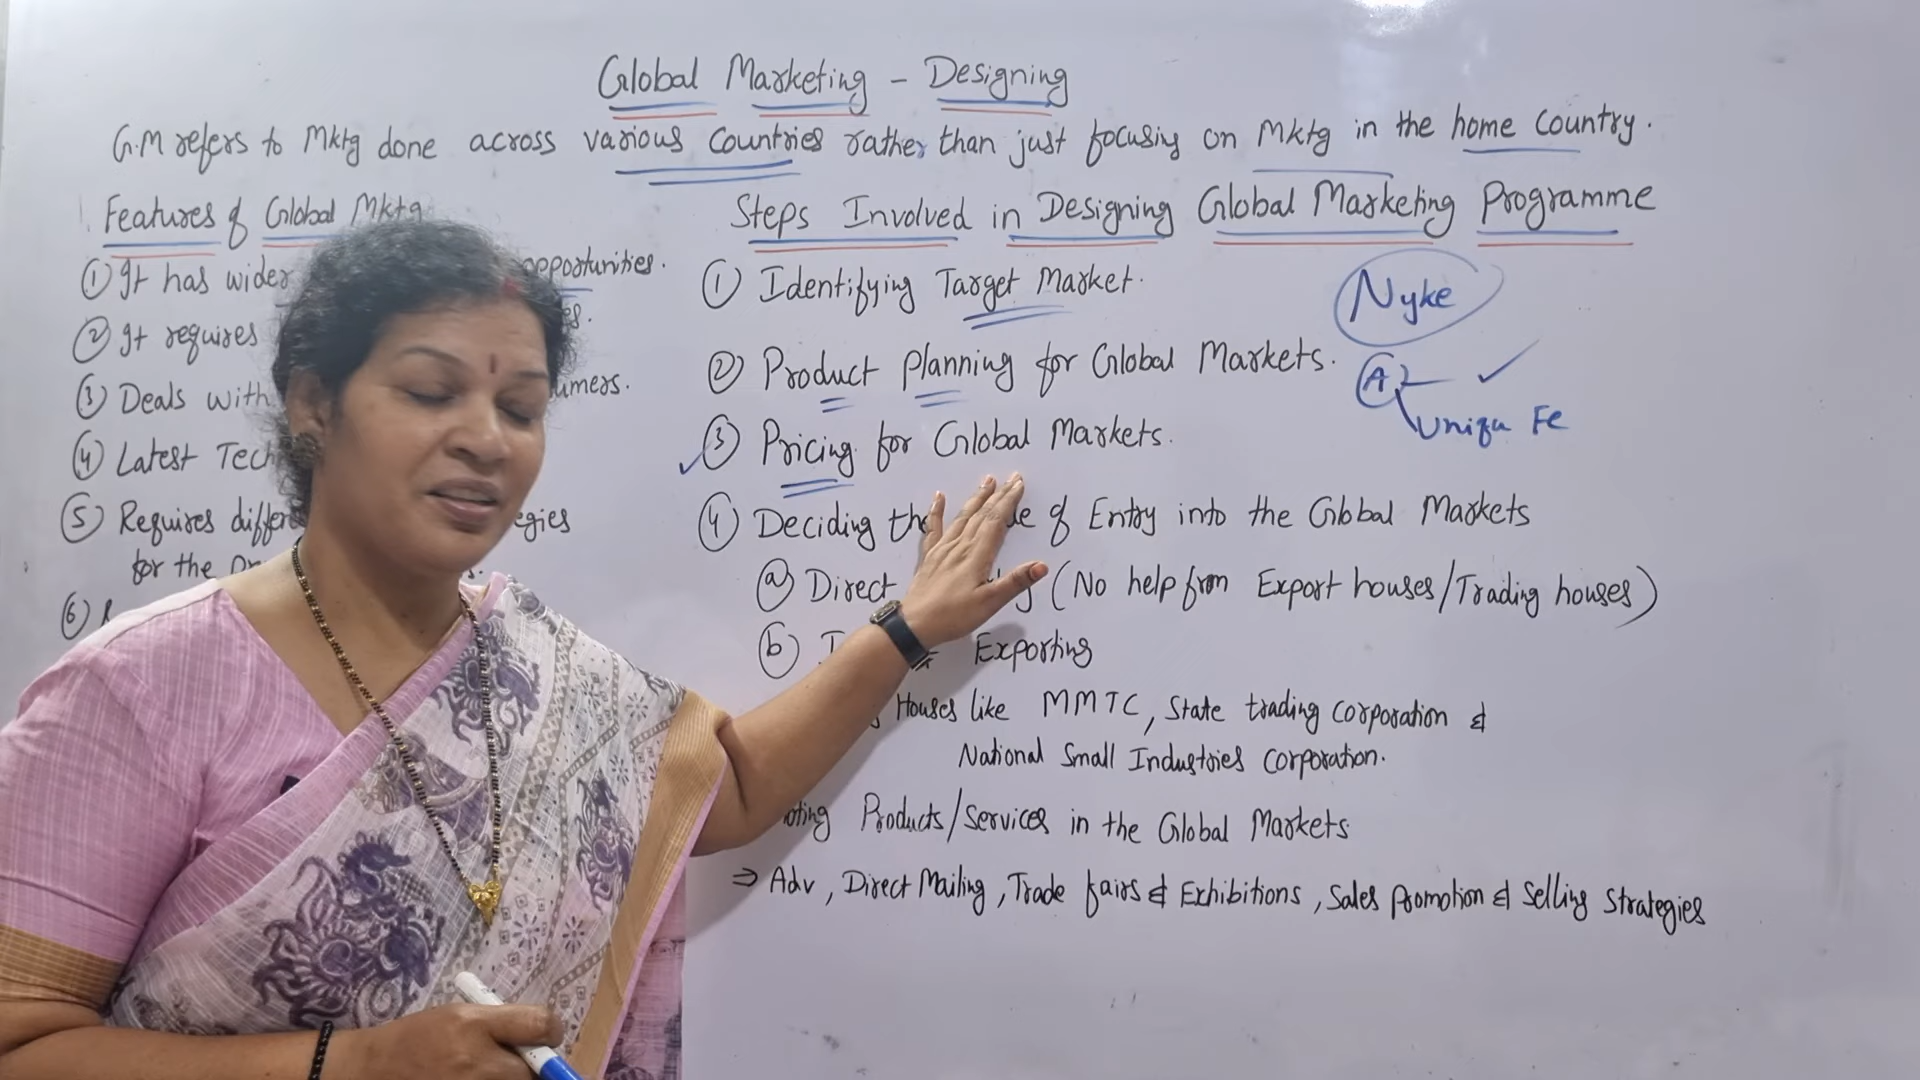 Global Marketing - Designing
G.M refers to Mktg done across various Countries rather than just focusing on Mktg in the home Country.
Features of Global Mktg
① It has wider opportunities.
② It requires es.
③ Deals with umers.
④ Latest Tech
⑤ Requires differe egies
for the
⑥
Steps Involved in Designing Global Marketing Programme
① Identifying Target Market.
Nyke
② Product Planning for Global Markets.
A ✓
Uniqu Fe
✓ ③ Pricing for Global Markets.
④ Deciding the of Entry into the Global Markets
ⓐ Direct (No help from Export houses/Trading houses)
ⓑ Exporting
Houses like MMTC, State trading Corporation &
National Small Industries Corporation.
oting Products/Services in the Global Markets
⇒ Adv, Direct Mailing, Trade fairs & Exhibitions, Sales Promotion & Selling Strategies